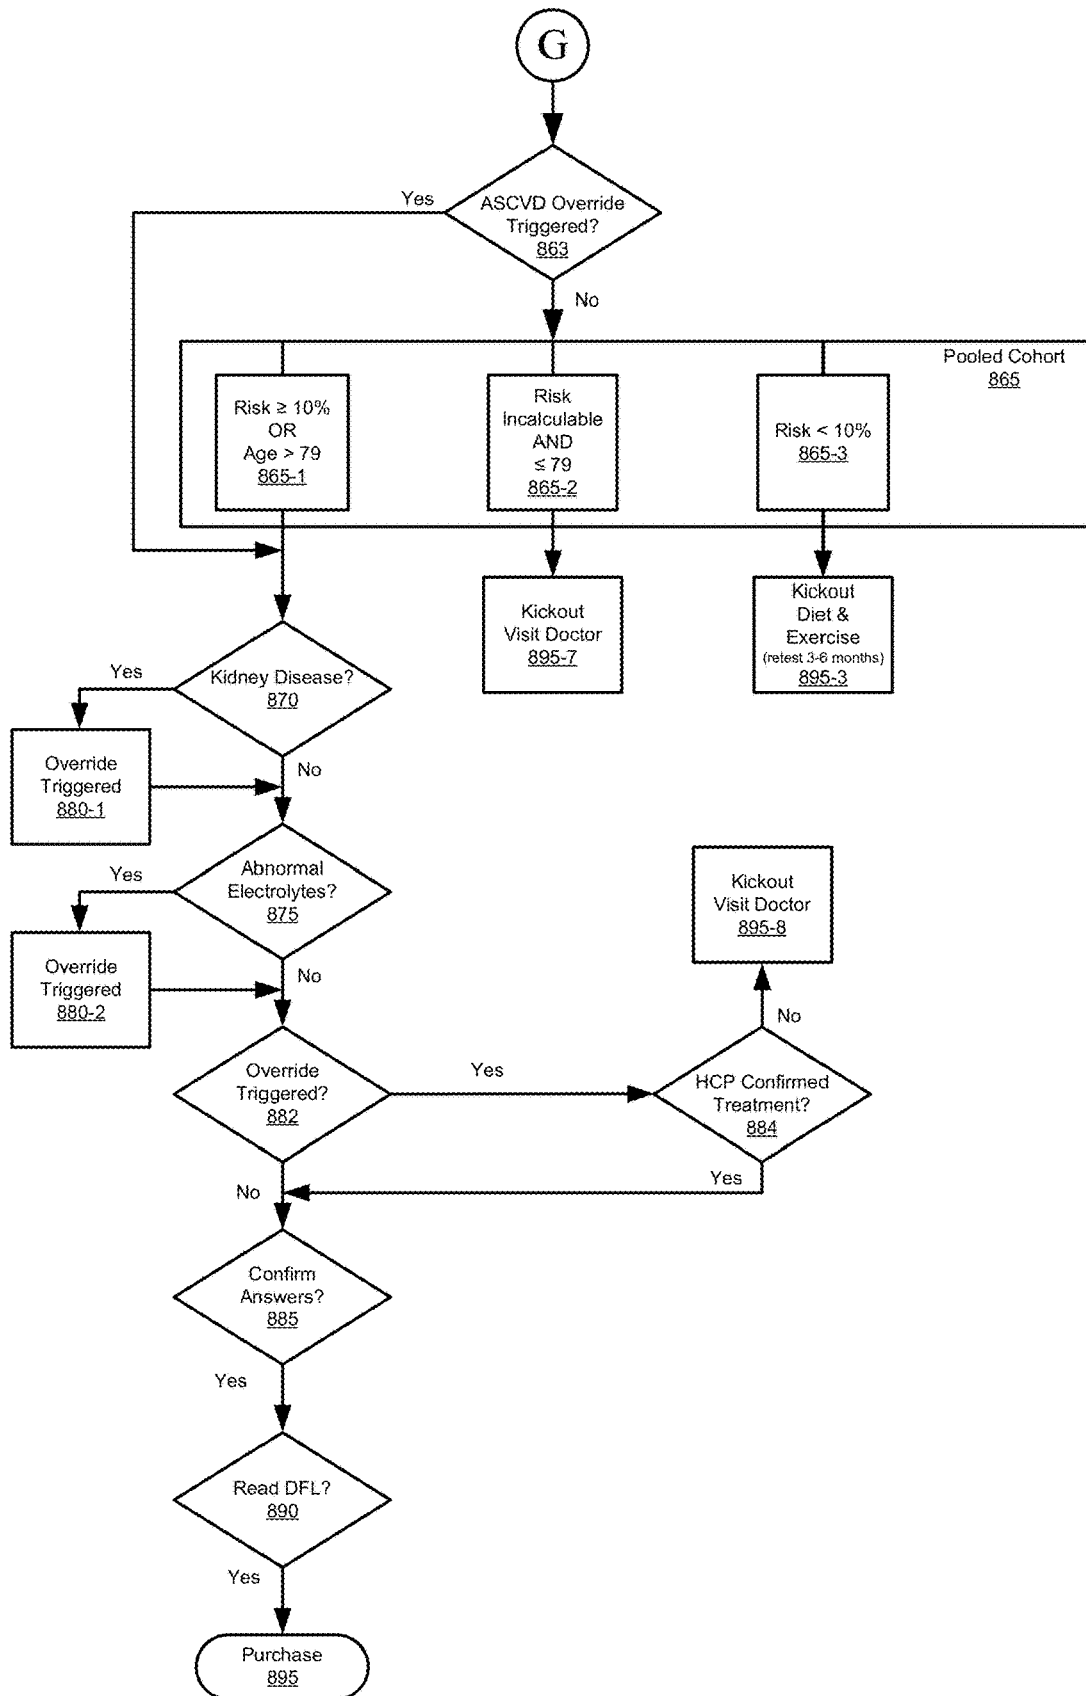 G
Yes
ASCVD Override
Triggered?
863
No
Pooled Cohort
865
Risk ≥ 10%
OR
Age > 79
865-1
Risk
Incalculable
AND
≤ 79
865-2
Risk < 10%
865-3
Kickout
Visit Doctor
895-7
Kickout
Diet &
Exercise
(retest 3-6 months)
895-3
Yes
Kidney Disease?
870
No
Override
Triggered
880-1
Yes
Abnormal
Electrolytes?
875
No
Override
Triggered
880-2
Kickout
Visit Doctor
895-8
No
Override
Triggered?
882
Yes
HCP Confirmed
Treatment?
884
Yes
No
Confirm
Answers?
885
Yes
Read DFL?
890
Yes
Purchase
895